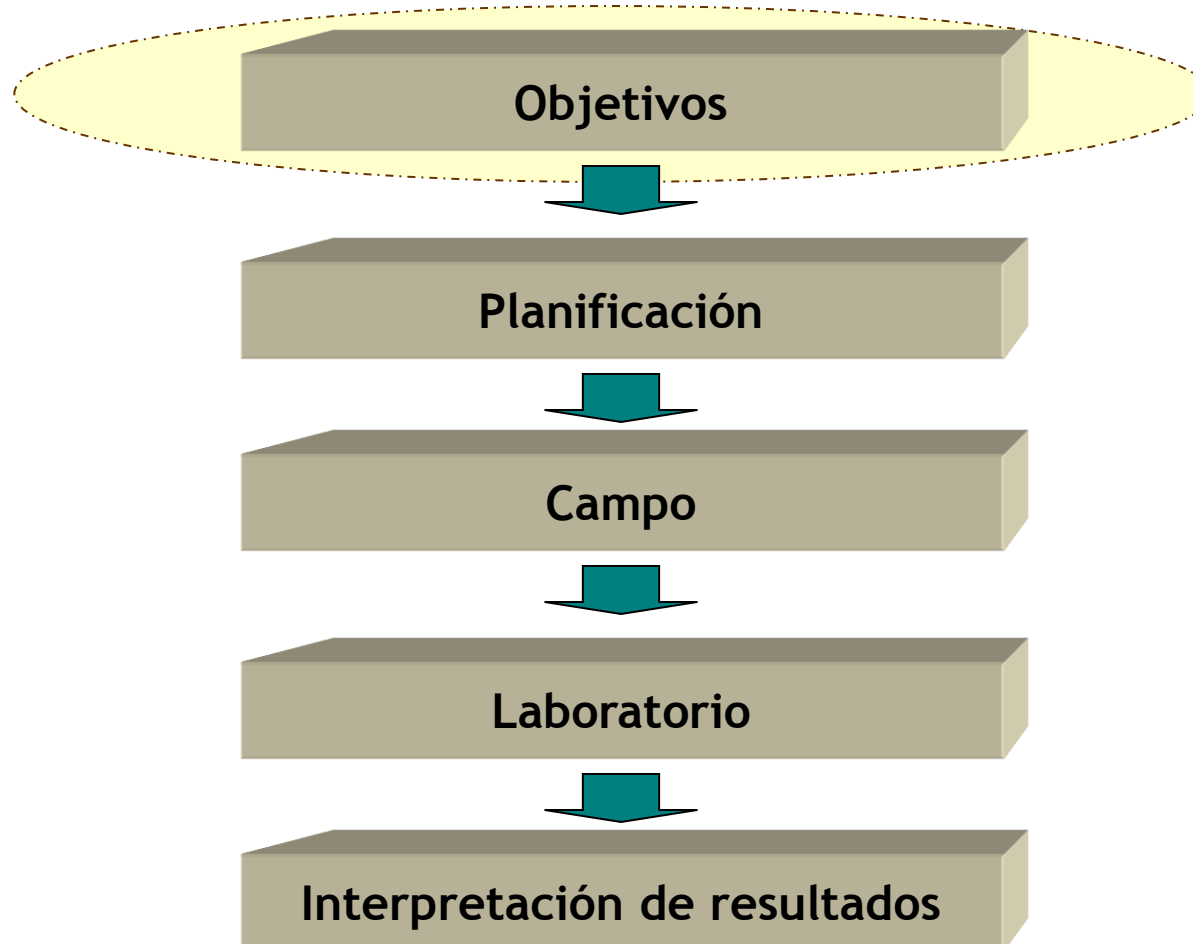 Objetivos
Planificación
Campo
Laboratorio
Interpretación de resultados